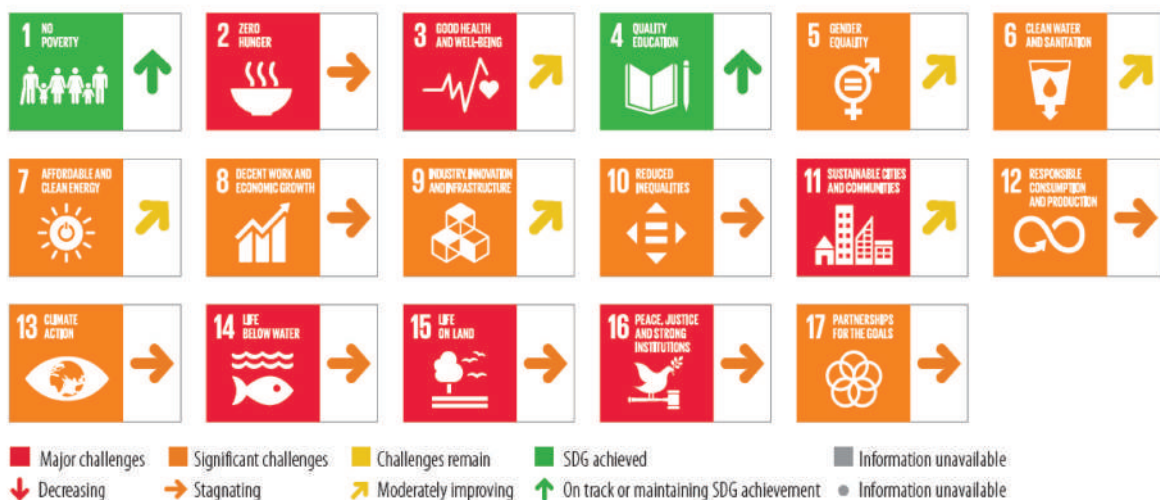 1 NO
POVERTY
2 ZERO
HUNGER
3 GOOD HEALTH
AND WELL-BEING
4 QUALITY
EDUCATION
5 GENDER
EQUALITY
6 CLEAN WATER
AND SANITATION
7 AFFORDABLE AND
CLEAN ENERGY
8 DECENT WORK AND
ECONOMIC GROWTH
9 INDUSTRY, INNOVATION
AND INFRASTRUCTURE
10 REDUCED
INEQUALITIES
11 SUSTAINABLE CITIES
AND COMMUNITIES
12 RESPONSIBLE
CONSUMPTION
AND PRODUCTION
13 CLIMATE
ACTION
14 LIFE
BELOW WATER
15 LIFE
ON LAND
16 PEACE, JUSTICE
AND STRONG
INSTITUTIONS
17 PARTNERSHIPS
FOR THE GOALS
Major challenges Significant challenges Challenges remain SDG achieved Information unavailable
Decreasing Stagnating Moderately improving On track or maintaining SDG achievement Information unavailable